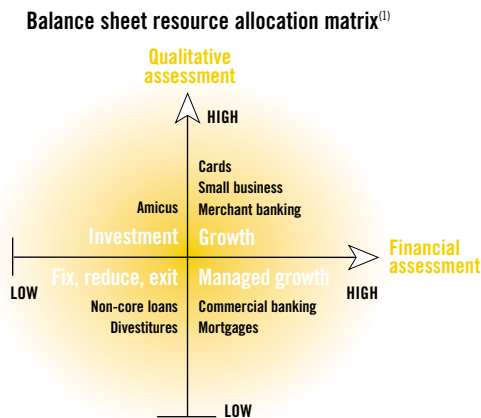 Balance sheet resource allocation matrix(1)
Qualitative
assessment
HIGH
Cards
Small business
Amicus
Merchant banking
Investment
Growth
Financial
assessment
Fix, reduce, exit
Managed growth
LOW
HIGH
Non-core loans
Commercial banking
Divestitures
Mortgages
LOW